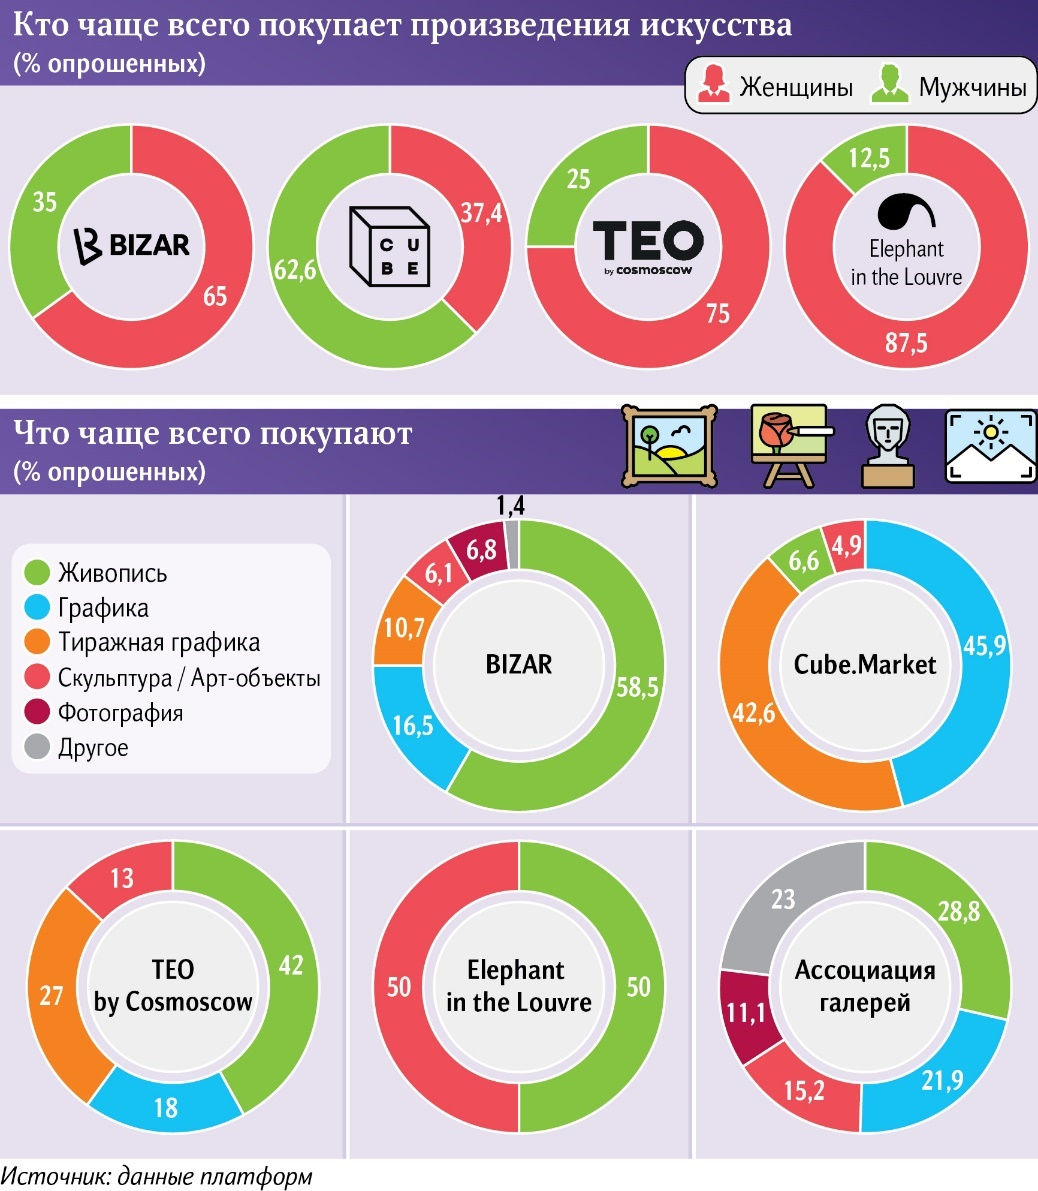 Кто чаще всего покупает произведения искусства
(% опрошенных)
Женщины
Мужчины
35
BIZAR
65
37,4
CU
BE
62,6
25
TEO
by cosmoscow
75
12,5
Elephant
in the Louvre
87,5
Что чаще всего покупают
(% опрошенных)
Живопись
Графика
Тиражная графика
Скульптура / Арт-объекты
Фотография
Другое
1,4
6,8
6,1
10,7
BIZAR
58,5
16,5
6,6
4,9
Cube.Market
45,9
42,6
13
TEO
by Cosmoscow
42
27
18
50
Elephant
in the Louvre
50
23
28,8
Ассоциация
галерей
11,1
15,2
21,9
Источник: данные платформ